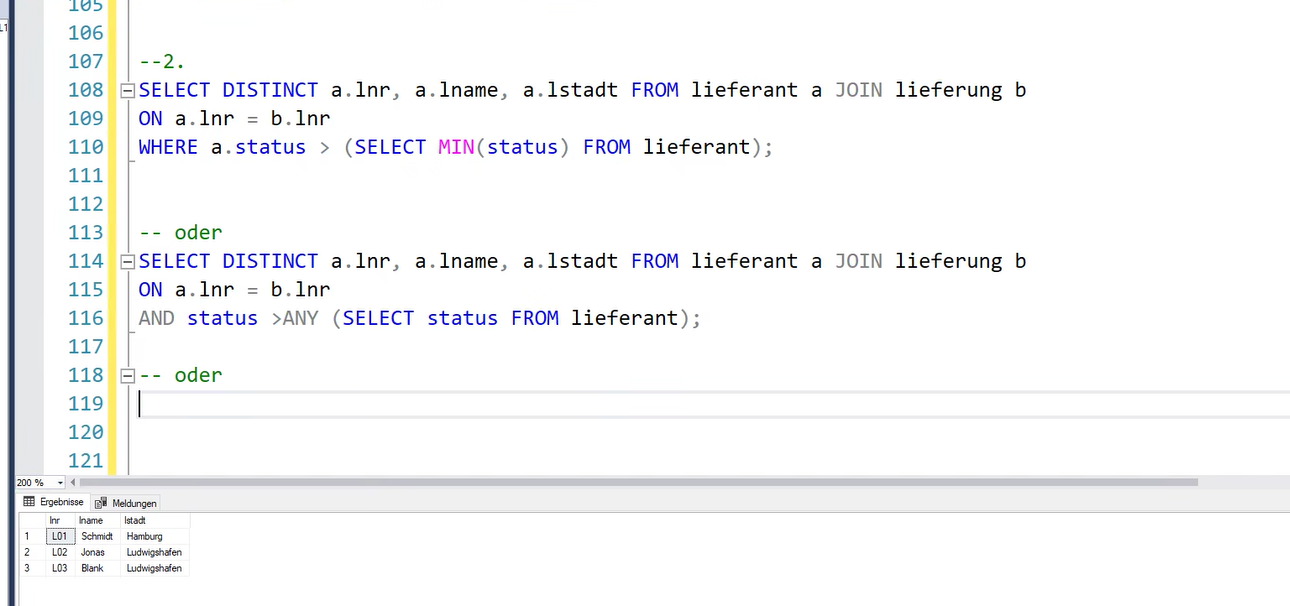 L1
105
106
107 --2.
108 SELECT DISTINCT a.lnr, a.lname, a.lstadt FROM lieferant a JOIN lieferung b
109 ON a.lnr = b.lnr
110 WHERE a.status > (SELECT MIN(status) FROM lieferant);
111
112
113 -- oder
114 SELECT DISTINCT a.lnr, a.lname, a.lstadt FROM lieferant a JOIN lieferung b
115 ON a.lnr = b.lnr
116 AND status >ANY (SELECT status FROM lieferant);
117
118 -- oder
119
120
121
200 %
Ergebnisse Meldungen
lnr lname lstadt
1 L01 Schmidt Hamburg
2 L02 Jonas Ludwigshafen
3 L03 Blank Ludwigshafen